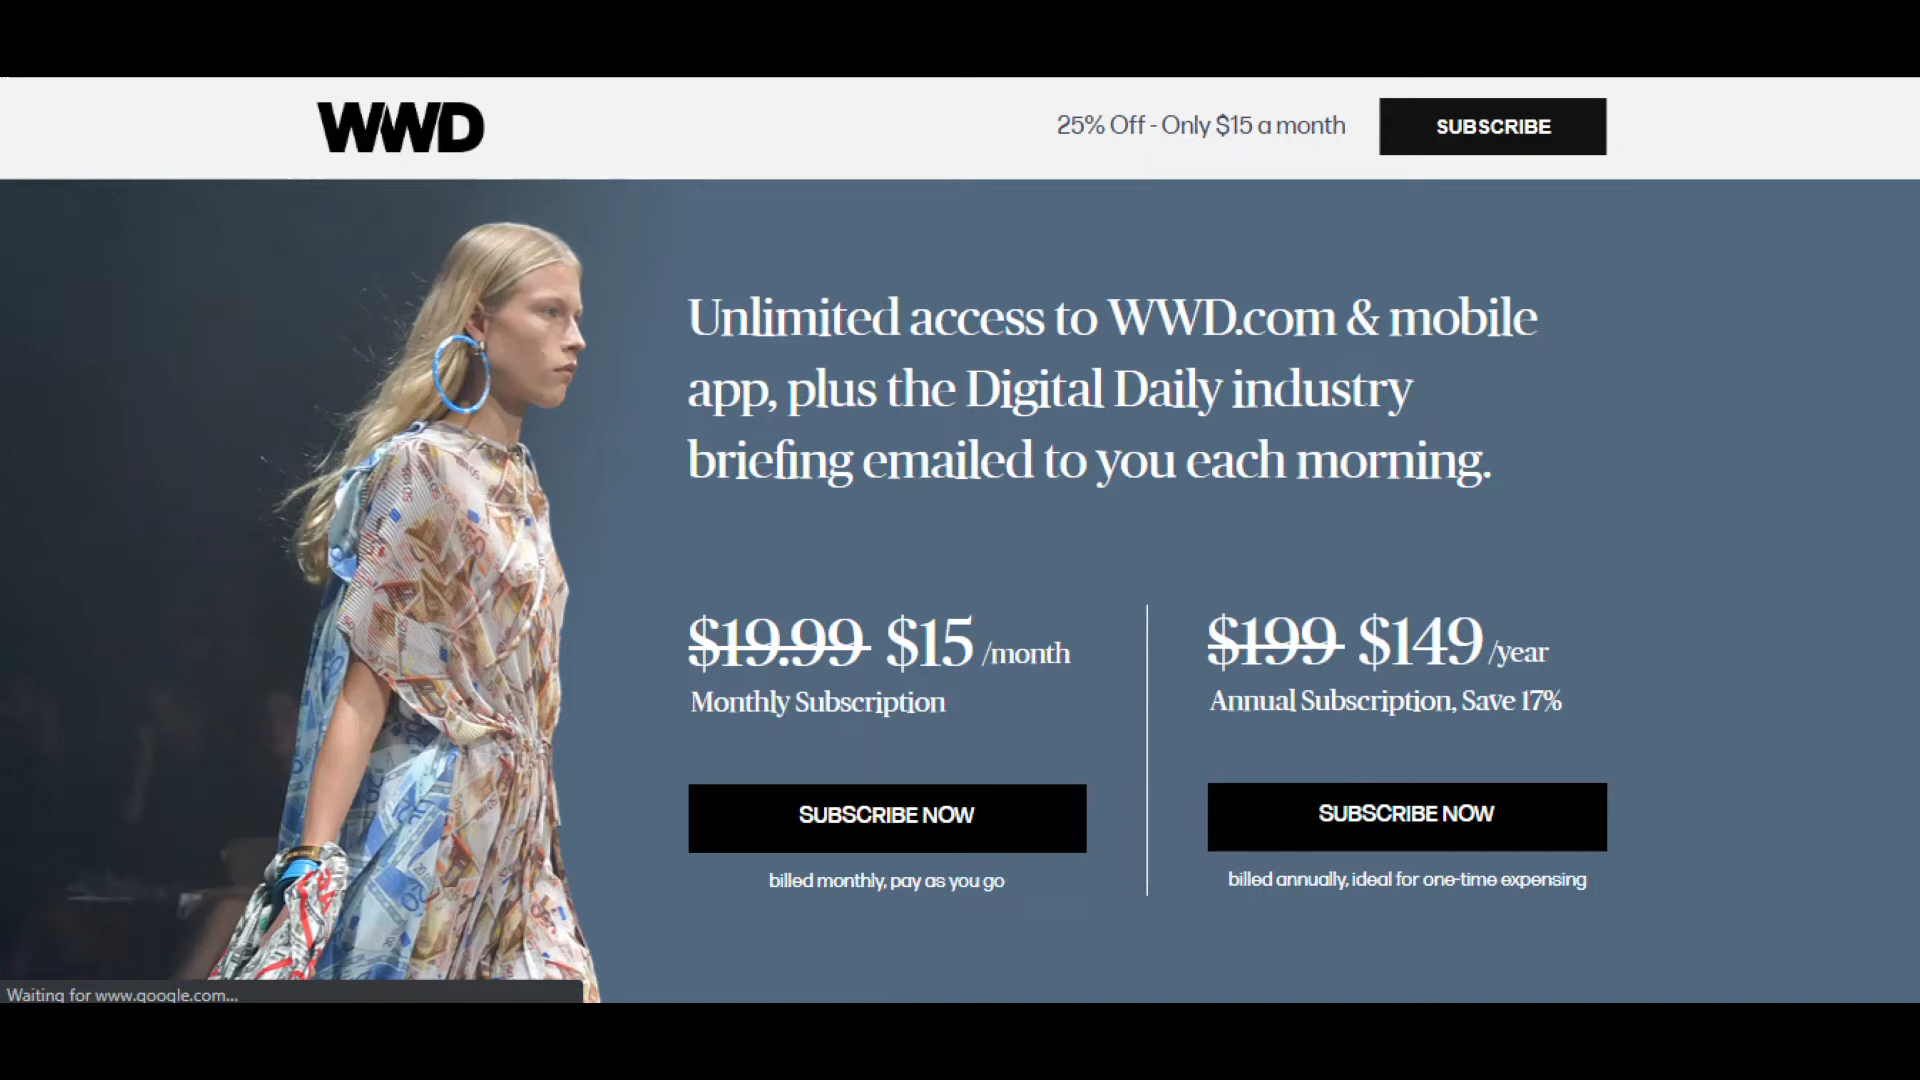 WWD
25% Off - Only $15 a month
SUBSCRIBE
Unlimited access to WWD.com & mobile
app, plus the Digital Daily industry
briefing emailed to you each morning.
$19.99 $15 /month
Monthly Subscription
SUBSCRIBE NOW
billed monthly, pay as you go
$199 $149 /year
Annual Subscription, Save 17%
SUBSCRIBE NOW
billed annually, ideal for one-time expensing
Waiting for www.google.com...